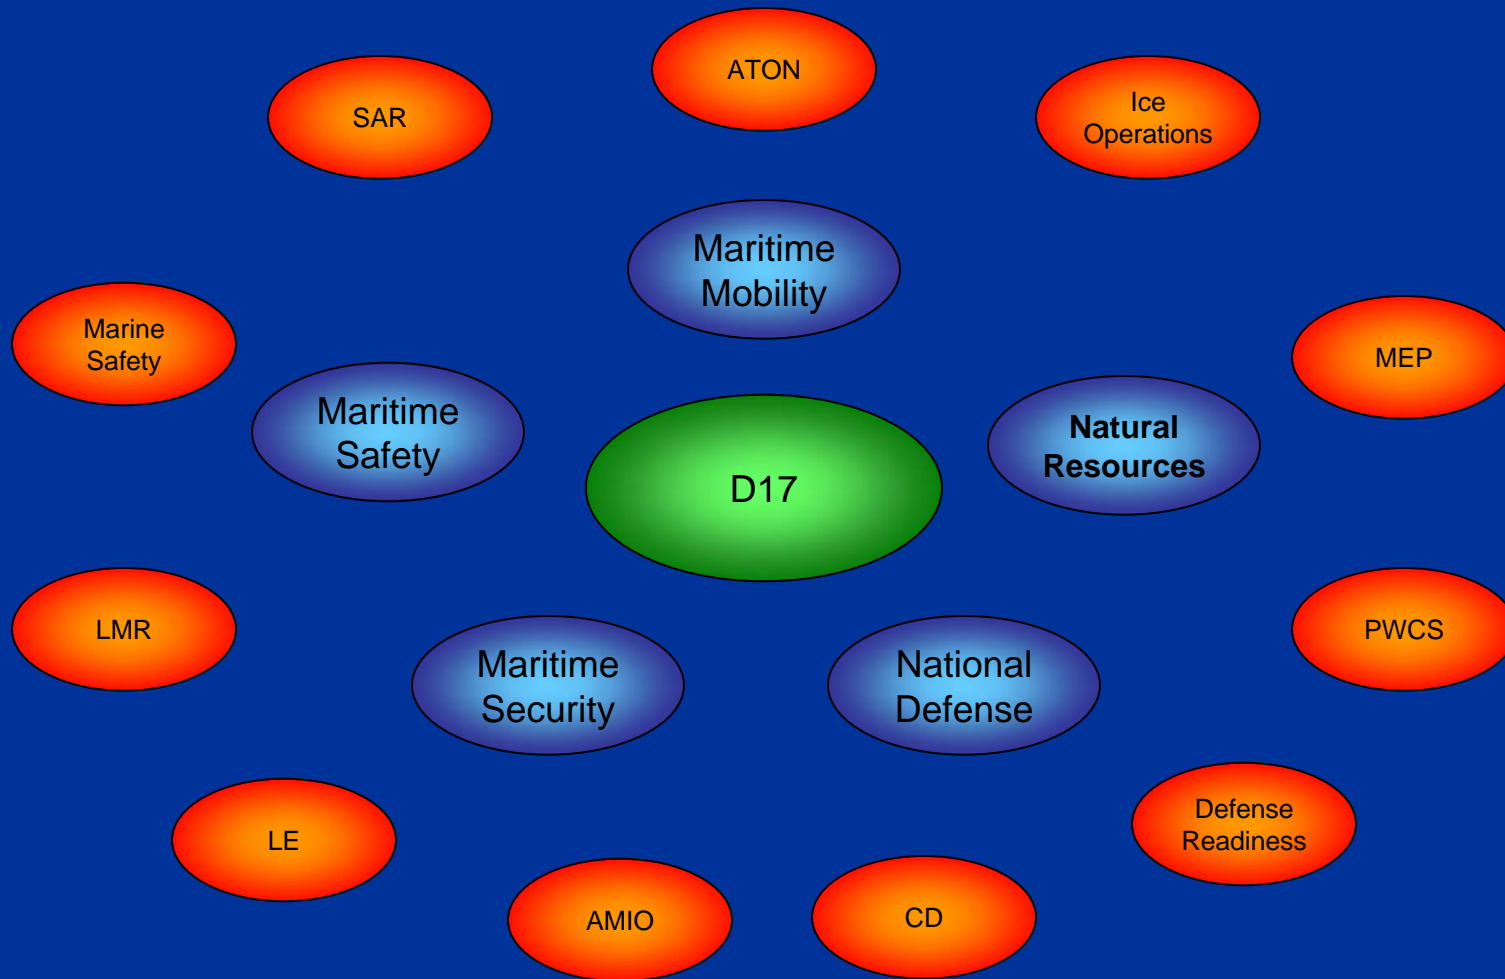 ATON
SAR
Ice
Operations
Maritime
Mobility
Marine
Safety
MEP
Maritime
Safety
Natural
Resources
D17
LMR
PWCS
Maritime
Security
National
Defense
Defense
Readiness
LE
AMIO
CD